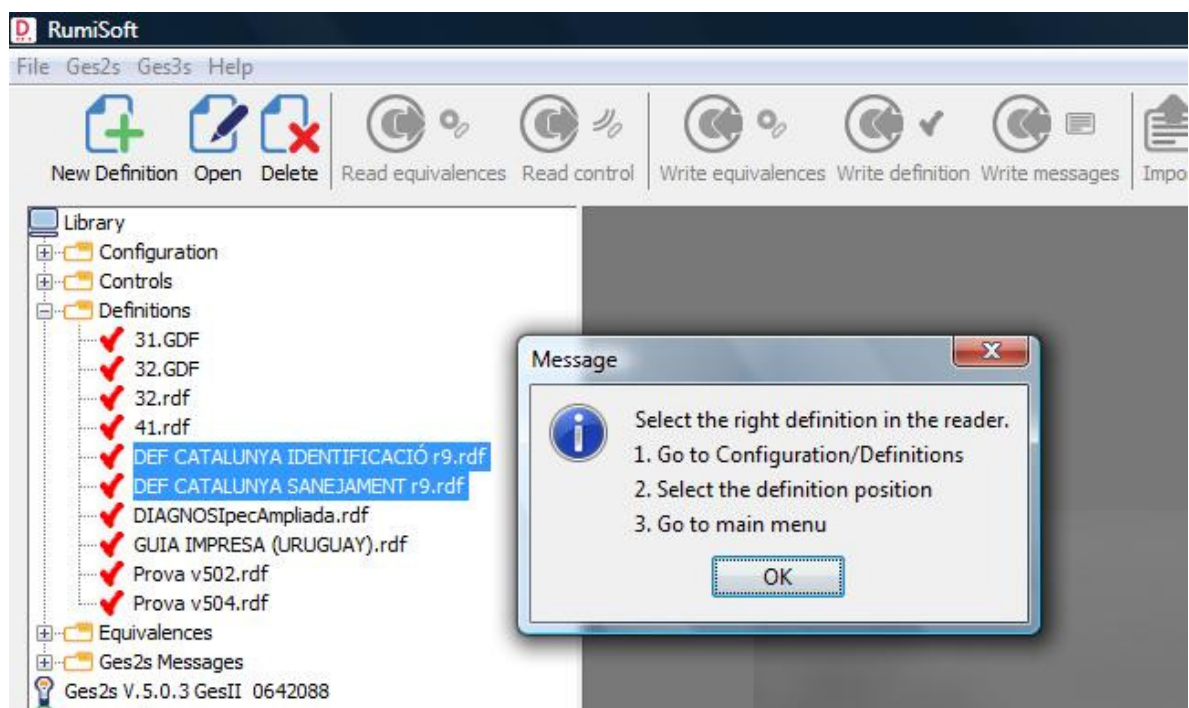 RumiSoft
File Ges2s Ges3s Help
New Definition Open Delete Read equivalences Read control Write equivalences Write definition Write messages Impo
Library
Configuration
Controls
Definitions
31.GDF
32.GDF
32.rdf
41.rdf
DEF CATALUNYA IDENTIFICACIÓ r9.rdf
DEF CATALUNYA SANEJAMENT r9.rdf
DIAGNOSIpecAmpliada.rdf
GUIA IMPRESA (URUGUAY).rdf
Prova v502.rdf
Prova v504.rdf
Equivalences
Ges2s Messages
Ges2s V.5.0.3 GesII 0642088
Message
Select the right definition in the reader.
1. Go to Configuration/Definitions
2. Select the definition position
3. Go to main menu
OK